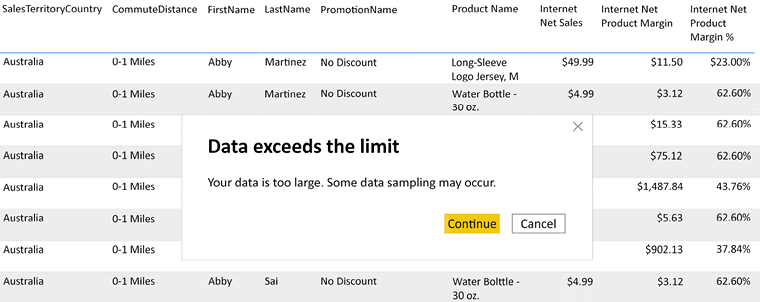 SalesTerritoryCountry CommuteDistance FirstName LastName PromotionName Product Name Internet Net Sales Internet Net Product Margin Internet Net Product Margin %
Australia 0-1 Miles Abby Martinez No Discount Long-Sleeve Logo Jersey, M $49.99 $11.50 $23.00%
Australia 0-1 Miles Abby Martinez No Discount Water Bottle - 30 oz. $4.99 $3.12 62.60%
Australia 0-1 Miles $15.33 62.60%
Australia 0-1 Miles $75.12 62.60%
Australia 0-1 Miles $1,487.84 43.76%
Australia 0-1 Miles $5.63 62.60%
Australia 0-1 Miles $902.13 37.84%
Data exceeds the limit
Your data is too large. Some data sampling may occur.
Continue Cancel
Australia 0-1 Miles Abby Sai No Discount Water Bolttle - 30 oz. $4.99 $3.12 62.60%